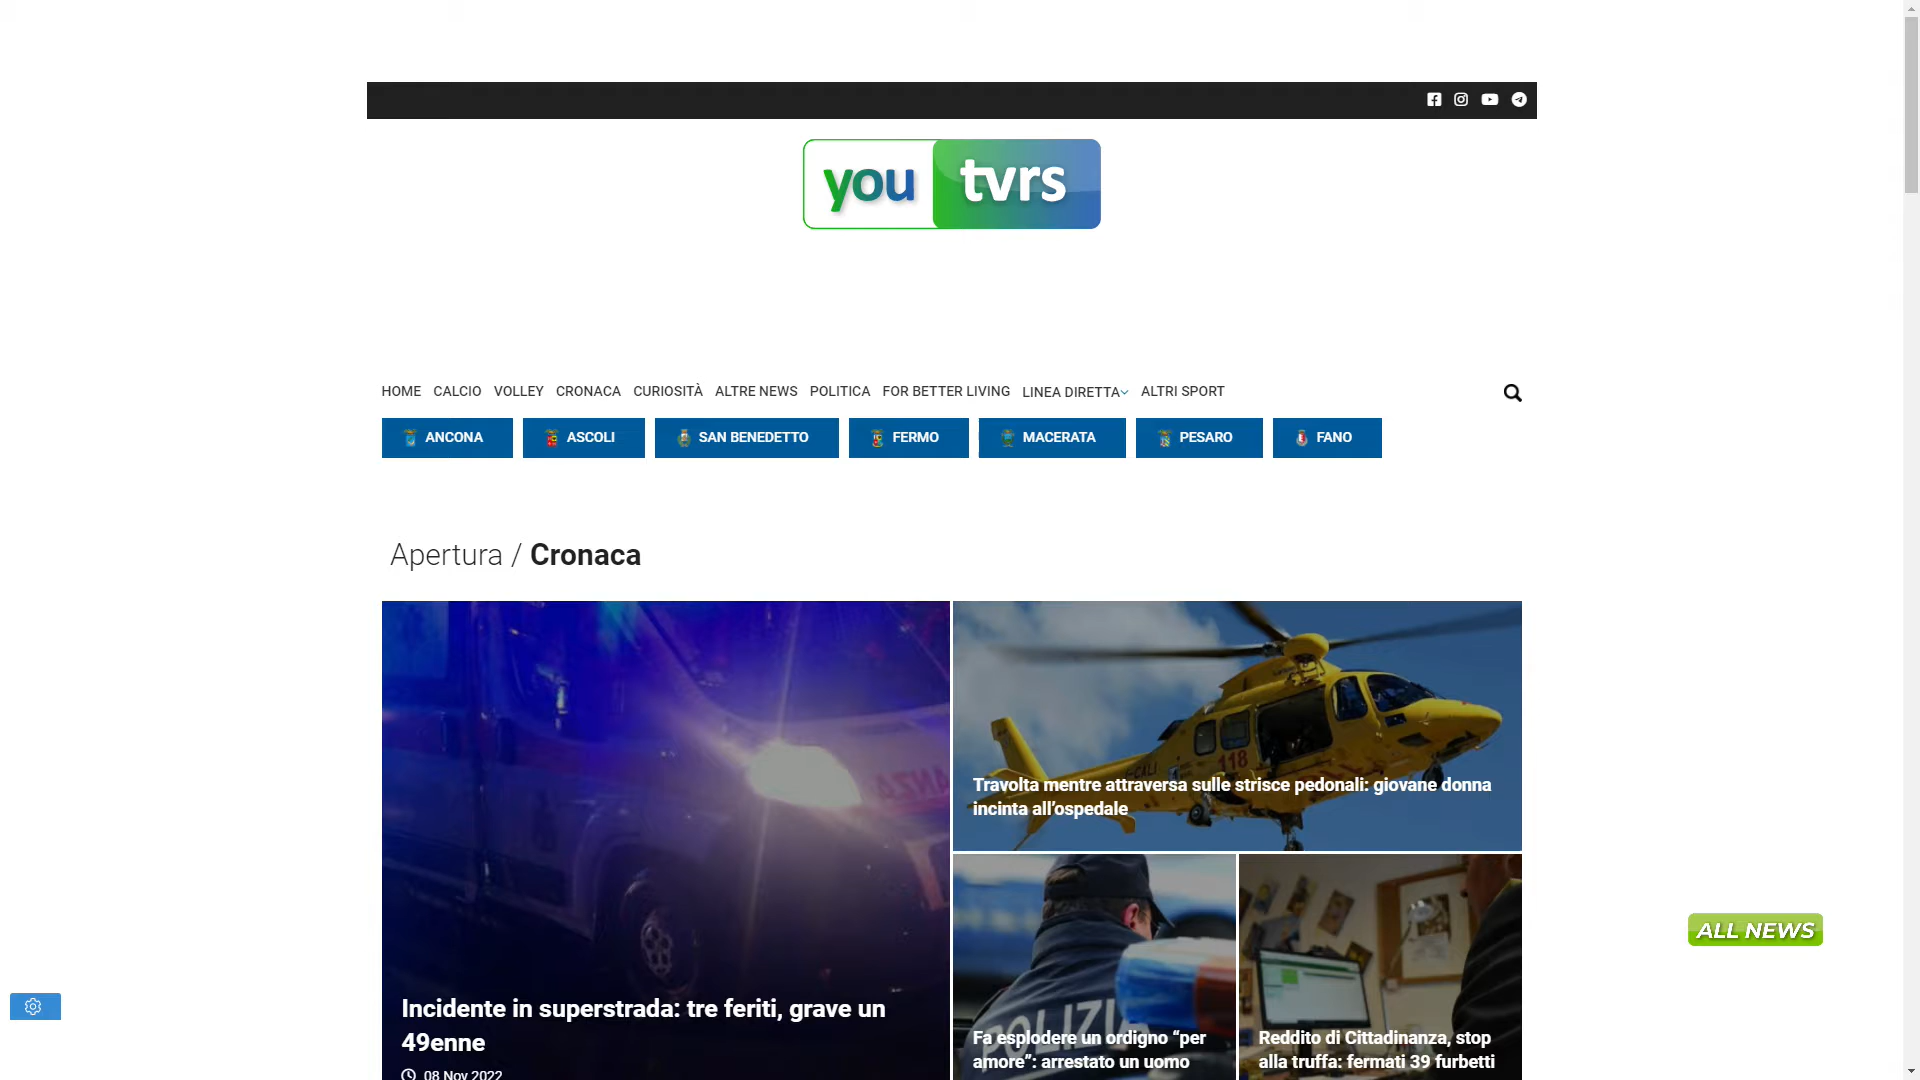 you tvrs
HOME CALCIO VOLLEY CRONACA CURIOSITÀ ALTRE NEWS POLITICA FOR BETTER LIVING LINEA DIRETTA ALTRI SPORT
ANCONA ASCOLI SAN BENEDETTO FERMO MACERATA PESARO FANO
Apertura / Cronaca
118
Travolta mentre attraversa sulle strisce pedonali: giovane donna
incinta all’ospedale
ALL NEWS
Incidente in superstrada: tre feriti, grave un
49enne
08 Nov 2022
POLIZIA
Fa esplodere un ordigno “per
amore”: arrestato un uomo
Reddito di Cittadinanza, stop
alla truffa: fermati 39 furbetti